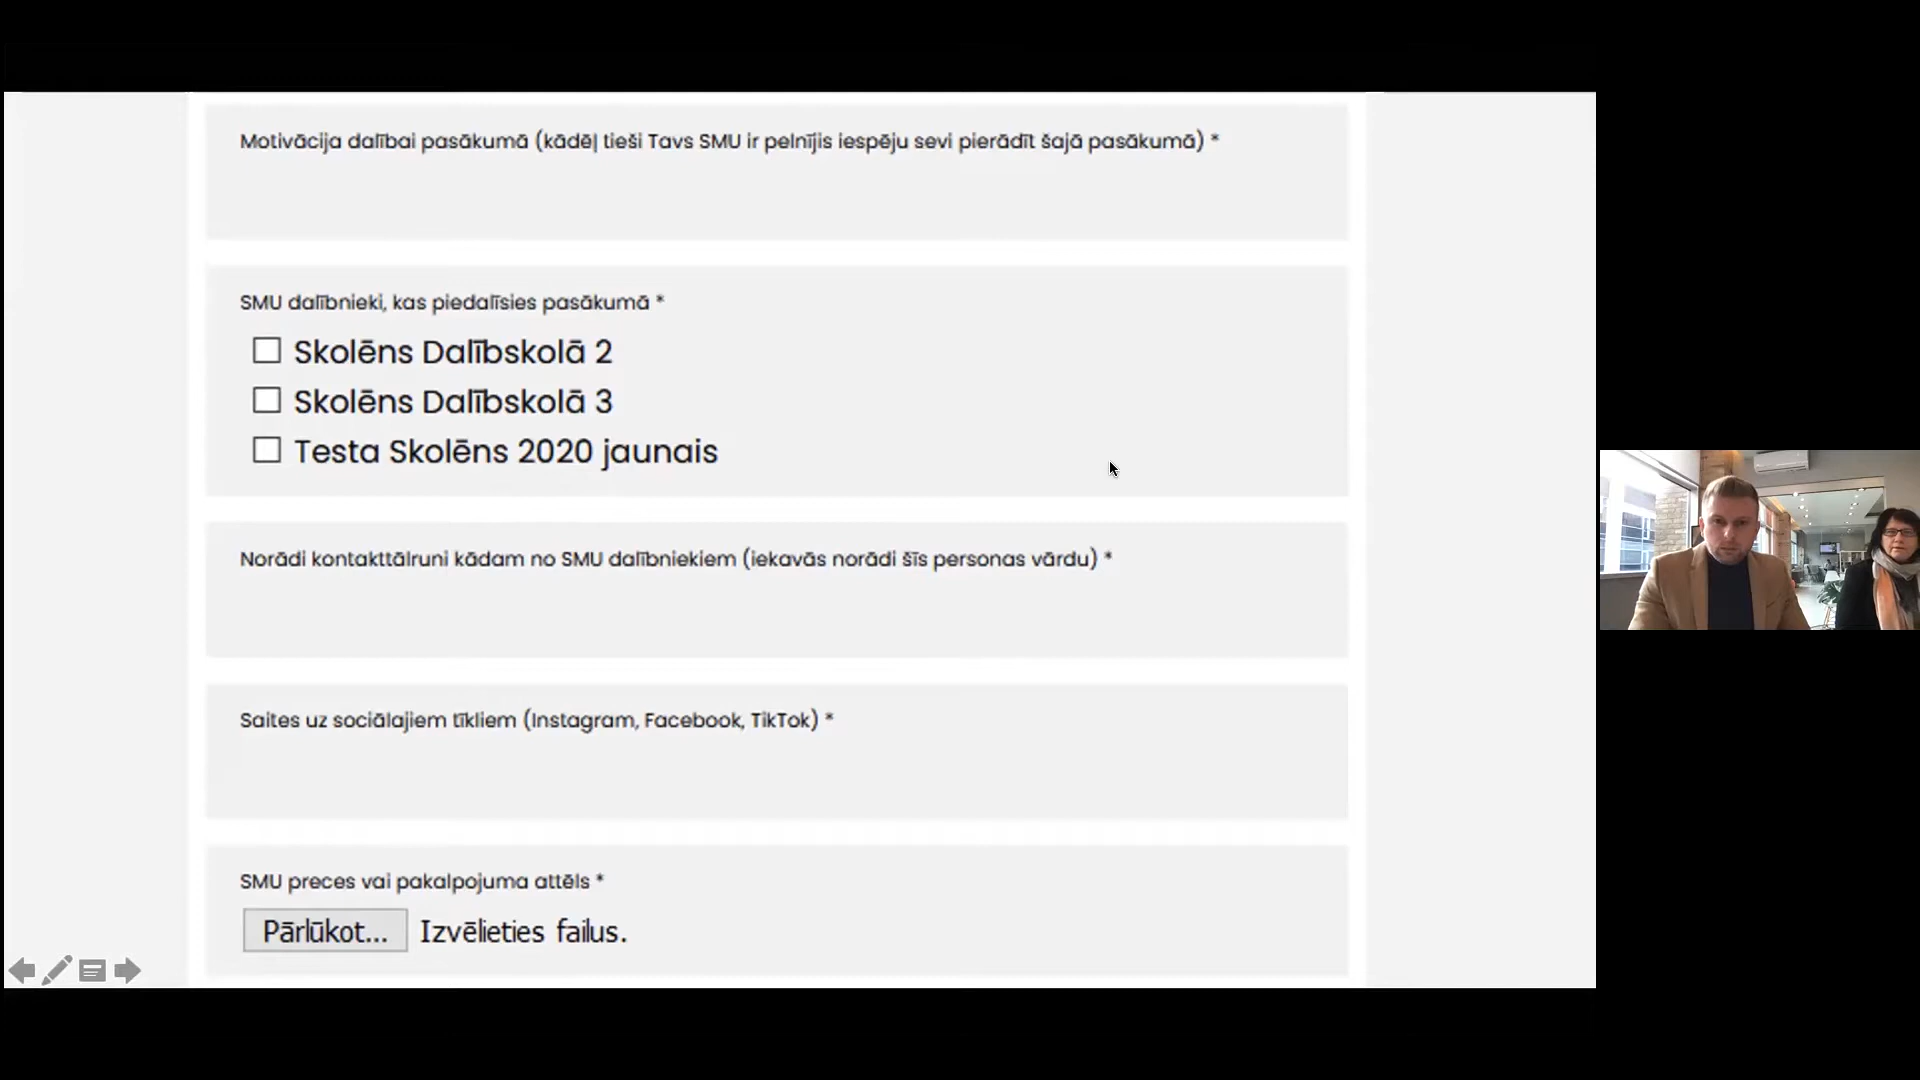 Motivācija dalībai pasākumā (kādēļ tieši Tavs SMU ir pelnījis iespēju sevi pierādīt šajā pasākumā) *
SMU dalībnieki, kas piedalīsies pasākumā *
Skolēns Dalībskolā 2
Skolēns Dalībskolā 3
Testa Skolēns 2020 jaunais
Norādi kontakttālruni kādam no SMU dalībniekiem (iekavās norādi šīs personas vārdu) *
Saites uz sociālajiem tīkliem (Instagram, Facebook, TikTok) *
SMU preces vai pakalpojuma attēls *
Pārlūkot... Izvēlieties failus.